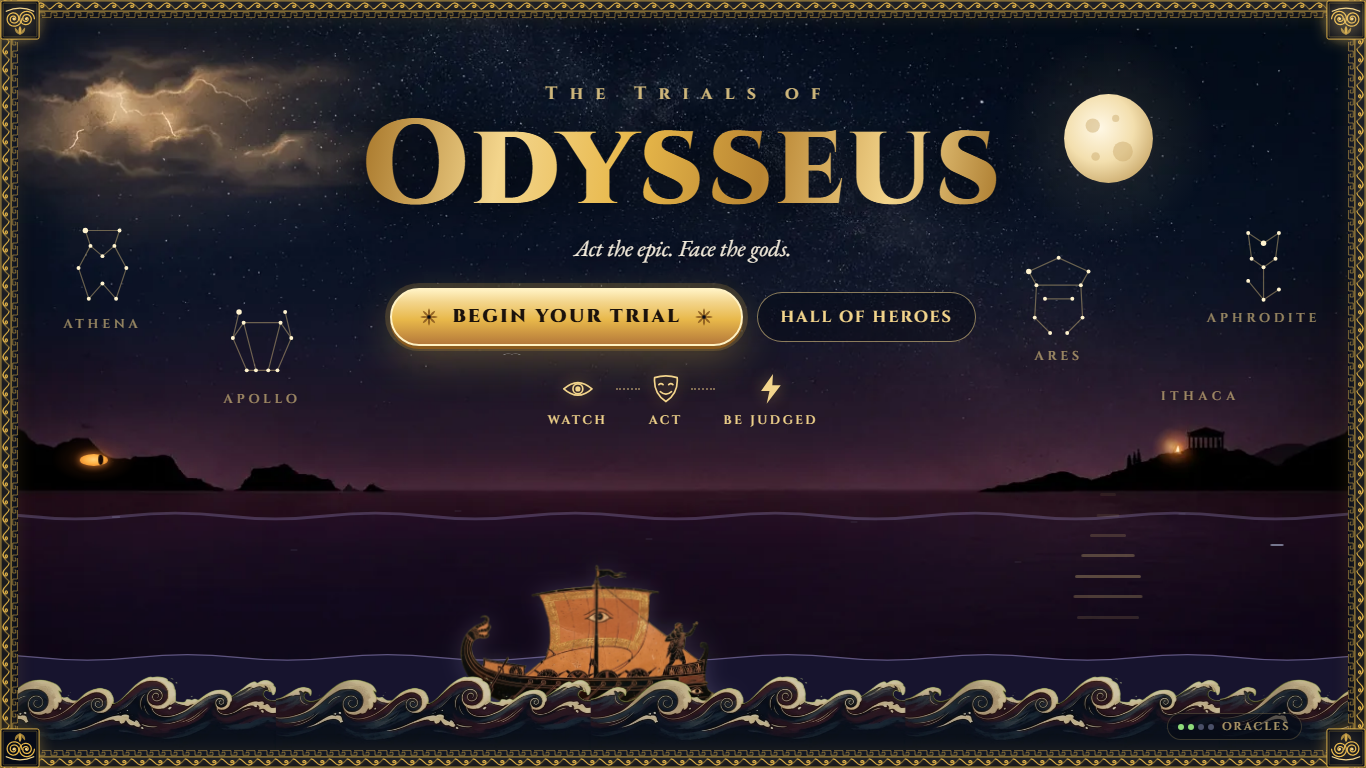 The Trials of
Odysseus
Act the epic. Face the gods.
BEGIN YOUR TRIAL
HALL OF HEROES
WATCH
ACT
BE JUDGED
ATHENA
APOLLO
ARES
APHRODITE
ITHACA
ORACLES